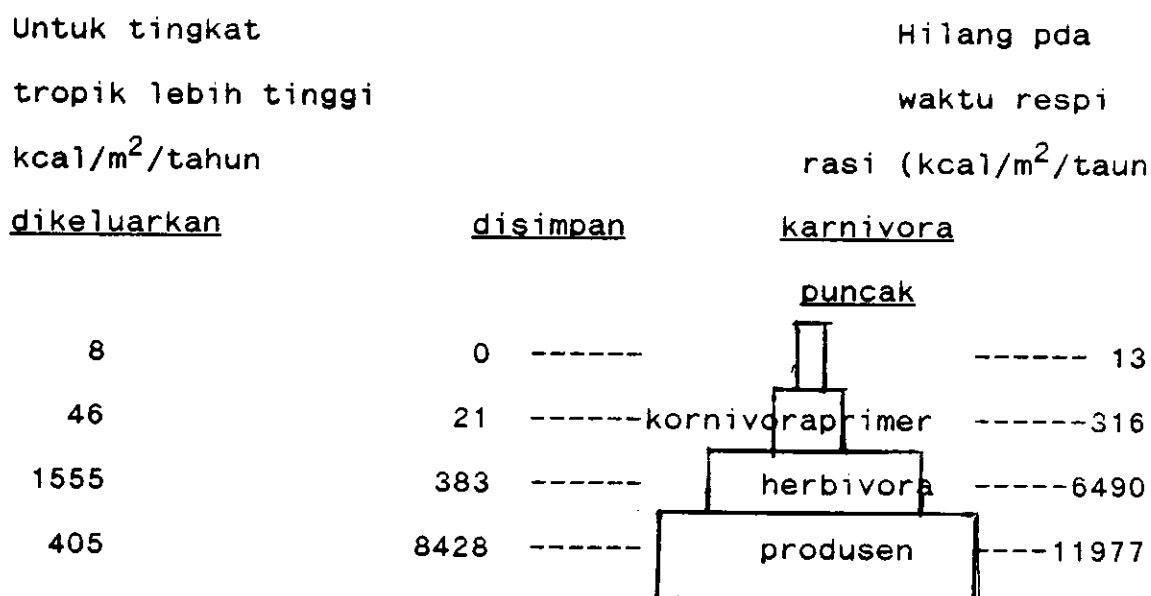 Untuk tingkat Hilang pda
tropik lebih tinggi waktu respi
kcal/m²/tahun rasi (kcal/m²/taun
dikeluarkan disimpan karnivora
puncak
8 0 ------ ------ 13
46 21 ------kornivoraprimer ------316
1555 383 ------ herbivora -----6490
405 8428 ------ produsen ----11977